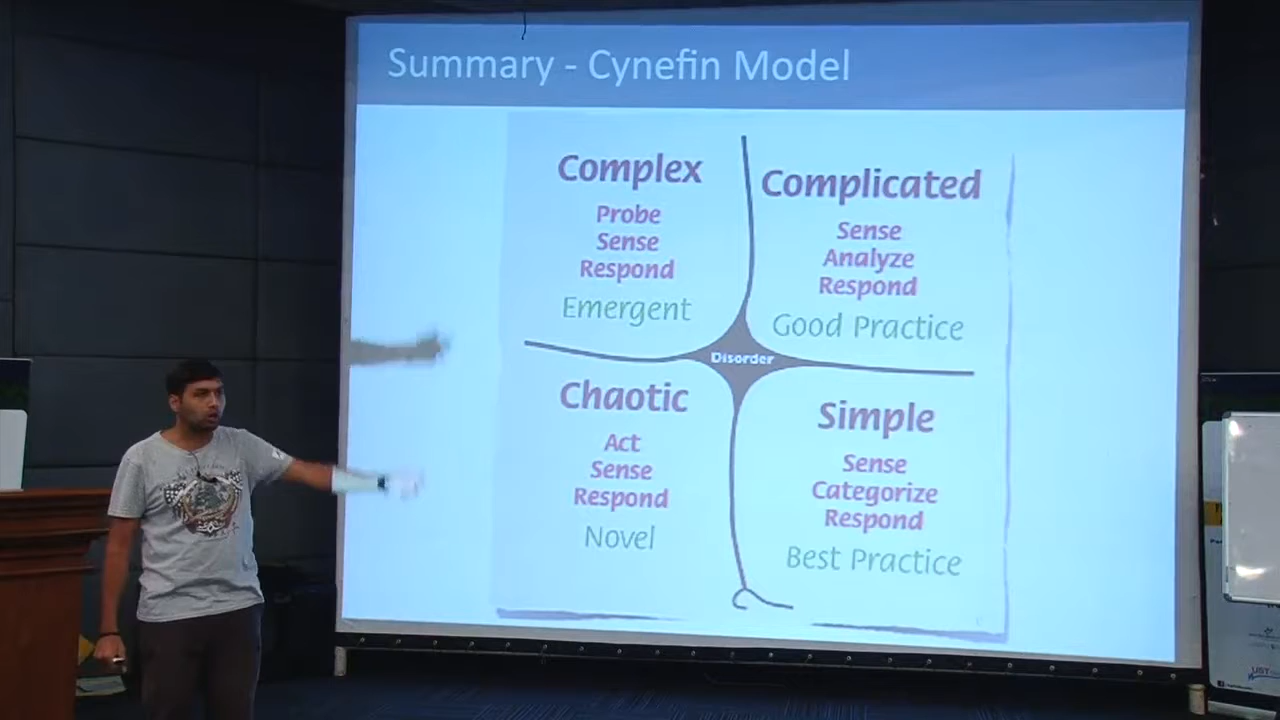 Summary - Cynefin Model
Complex
Probe
Sense
Respond
Emergent
Complicated
Sense
Analyze
Respond
Good Practice
Disorder
Chaotic
Act
Sense
Respond
Novel
Simple
Sense
Categorize
Respond
Best Practice
UST